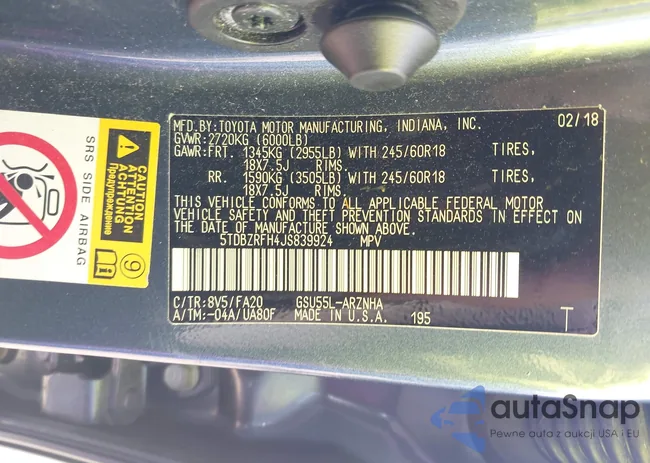 MFD.BY: TOYOTA MOTOR MANUFACTURING, INDIANA, INC. 02/18
GVWR: 2720KG (6000LB)
GAWR: FRT. 1345KG (2955LB) WITH 245/60R18 TIRES,
18X7.5J RIMS.
RR. 1590KG (3505LB) WITH 245/60R18 TIRES,
18X7.5J RIMS.
THIS VEHICLE CONFORMS TO ALL APPLICABLE FEDERAL MOTOR
VEHICLE SAFETY AND THEFT PREVENTION STANDARDS IN EFFECT ON
THE DATE OF MANUFACTURE SHOWN ABOVE.
5TDBZRFH4JS839924 MPV
C/TR: 8V5/FA20 GSU55L-ARZNHA
A/TM: -04A/UA80F MADE IN U.S.A. 195 T
SRS SIDE AIRBAG
CAUTION
ATTENTION
ACHTUNG
Предупреждение
9
autaSnap
Pewne auta z aukcji USA i EU